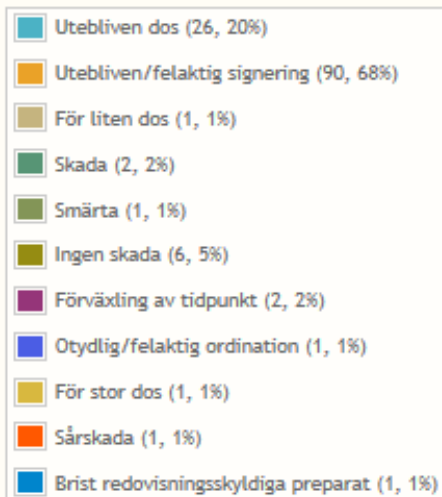 Utebliven dos (26, 20%)
Utebliven/felaktig signering (90, 68%)
För liten dos (1, 1%)
Skada (2, 2%)
Smärta (1, 1%)
Ingen skada (6, 5%)
Förväxling av tidpunkt (2, 2%)
Otydlig/felaktig ordination (1, 1%)
För stor dos (1, 1%)
Sårskada (1, 1%)
Brist redovisningsskyldiga preparat (1, 1%)